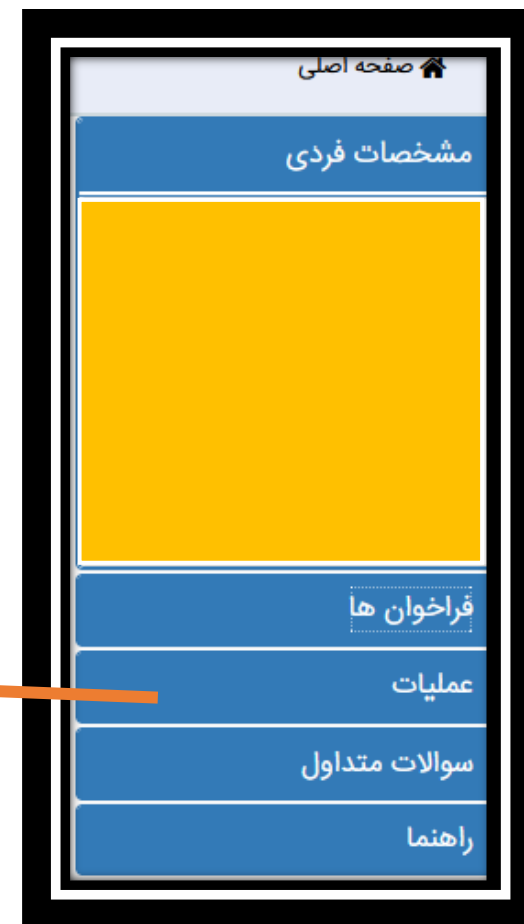 صفحه اصلی
مشخصات فردی
فراخوان ها
عملیات
سوالات متداول
راهنما